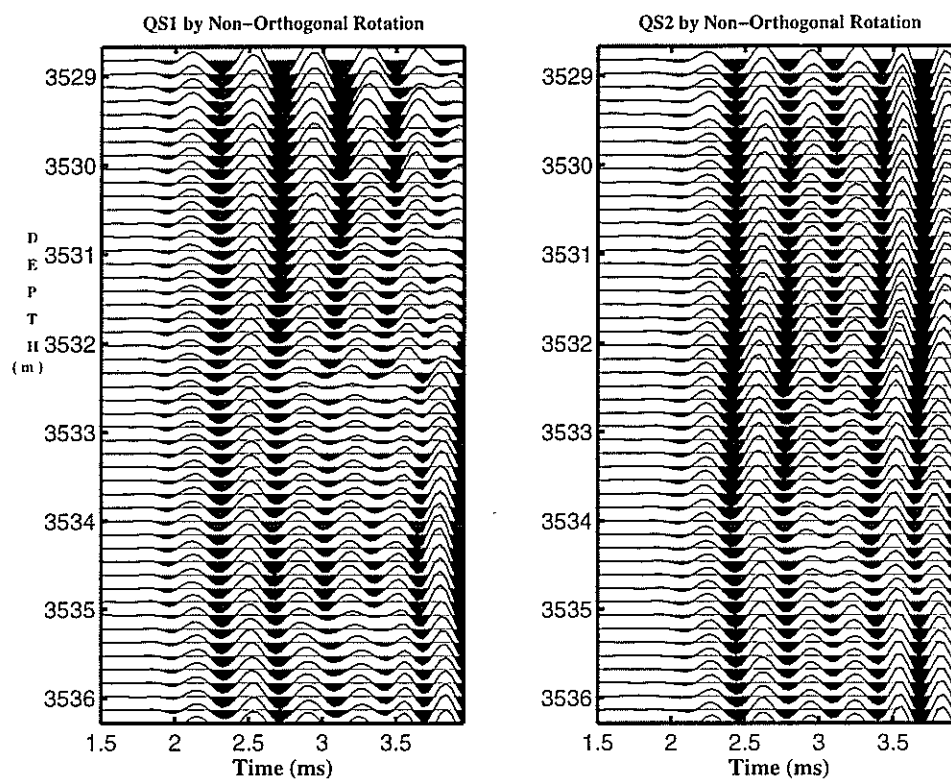 QS1 by Non-Orthogonal Rotation
3529
3530
3531
3532
3533
3534
3535
3536
D
E
P
T
H
(m)
1.5 2 2.5 3 3.5
Time (ms)
QS2 by Non-Orthogonal Rotation
3529
3530
3531
3532
3533
3534
3535
3536
1.5 2 2.5 3 3.5
Time (ms)